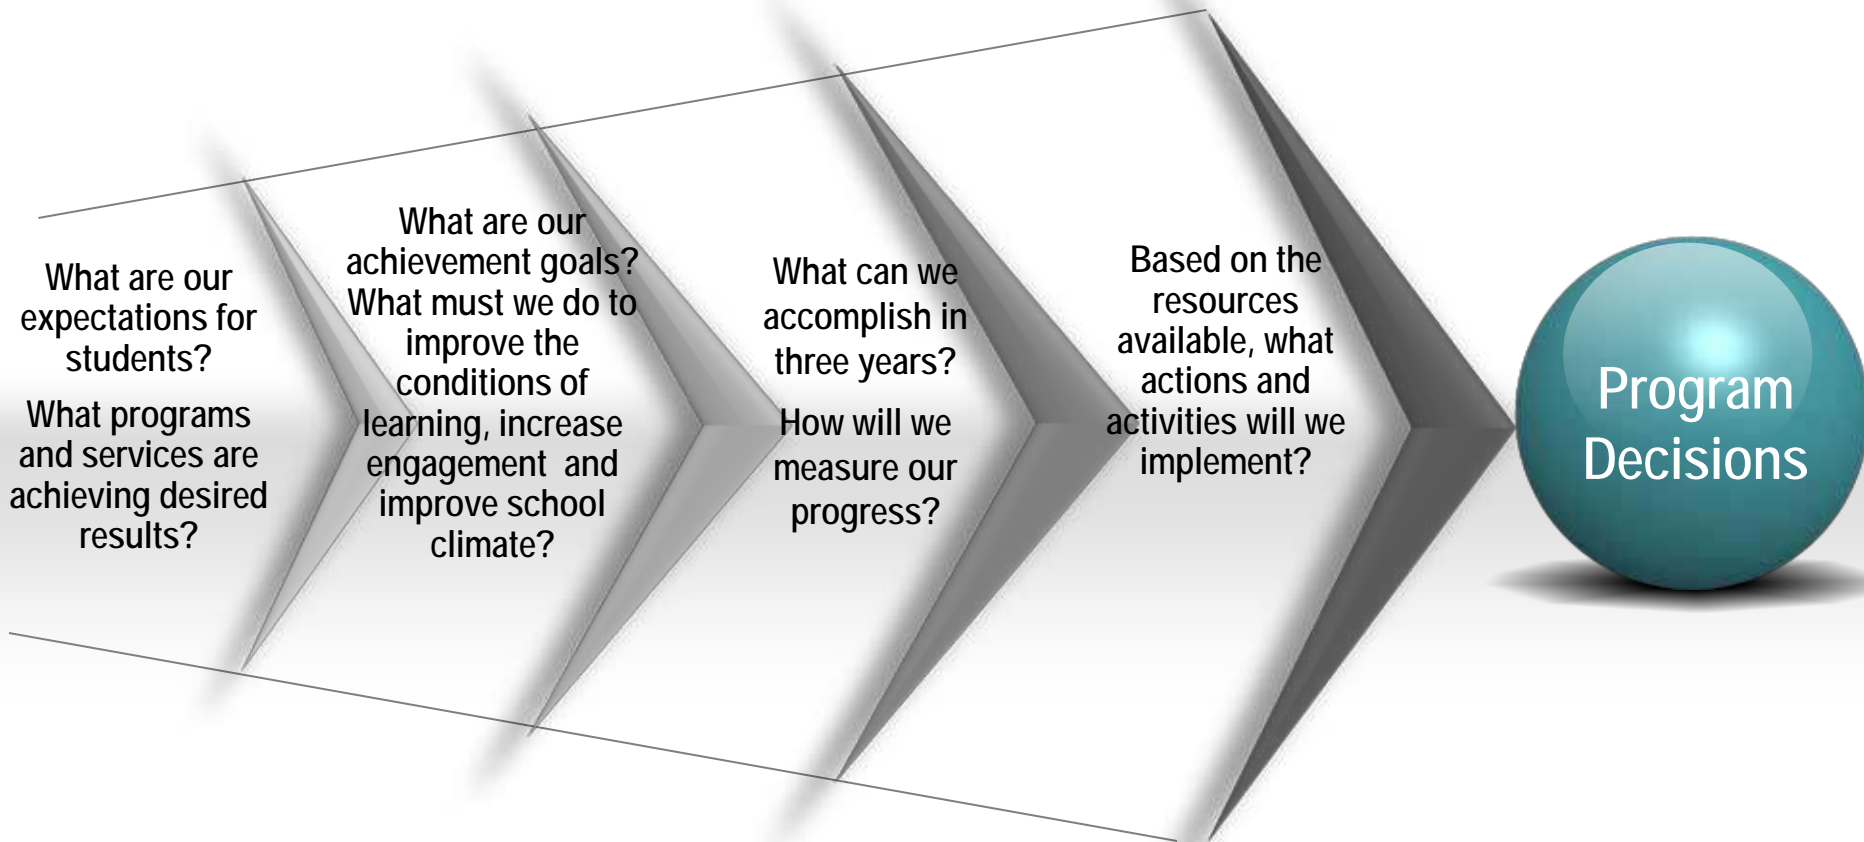 What are our
expectations for
students?
What programs
and services are
achieving desired
results?
What are our
achievement goals?
What must we do to
improve the
conditions of
learning, increase
engagement  and
improve school
climate?
What can we
accomplish in
three years?
How will we
measure our
progress?
Based on the
resources
available, what
actions and
activities will we
implement?
Program
Decisions